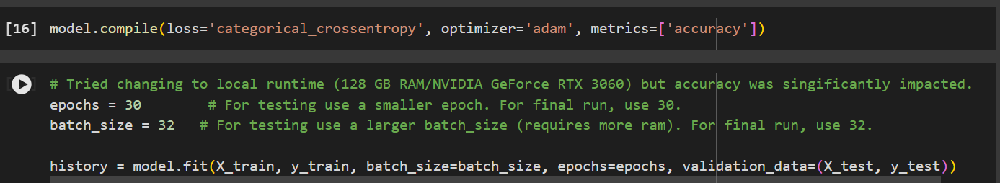 [16] model.compile(loss='categorical_crossentropy', optimizer='adam', metrics=['accuracy'])
# Tried changing to local runtime (128 GB RAM/NVIDIA GeForce RTX 3060) but accuracy was singificantly impacted.
epochs = 30        # For testing use a smaller epoch. For final run, use 30.
batch_size = 32   # For testing use a larger batch_size (requires more ram). For final run, use 32.
history = model.fit(X_train, y_train, batch_size=batch_size, epochs=epochs, validation_data=(X_test, y_test))